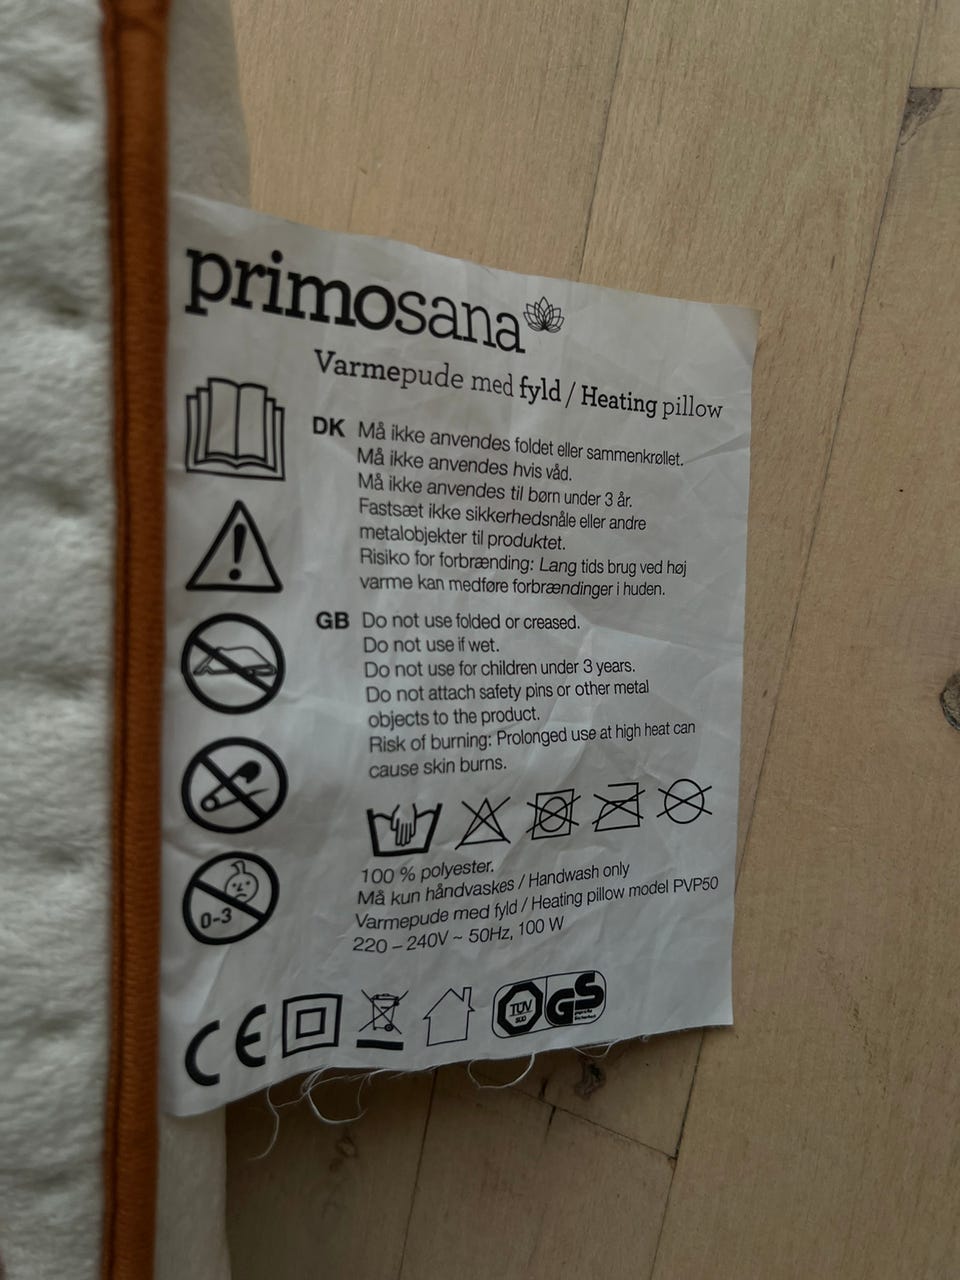 primosana
Varmepude med fyld / Heating pillow
DK Må ikke anvendes foldet eller sammenkrøllet.
Må ikke anvendes hvis våd.
Må ikke anvendes til børn under 3 år.
Fastsæt ikke sikkerhedsnåle eller andre
metalobjekter til produktet.
Risiko for forbrænding: Lang tids brug ved høj
varme kan medføre forbrændinger i huden.
GB Do not use folded or creased.
Do not use if wet.
Do not use for children under 3 years.
Do not attach safety pins or other metal
objects to the product.
Risk of burning: Prolonged use at high heat can
cause skin burns.
0-3
100 % polyester.
Må kun håndvaskes / Handwash only
Varmepude med fyld / Heating pillow model PVP50
220 – 240V ~ 50Hz, 100 W
CE
TÜV
SÜD
GS